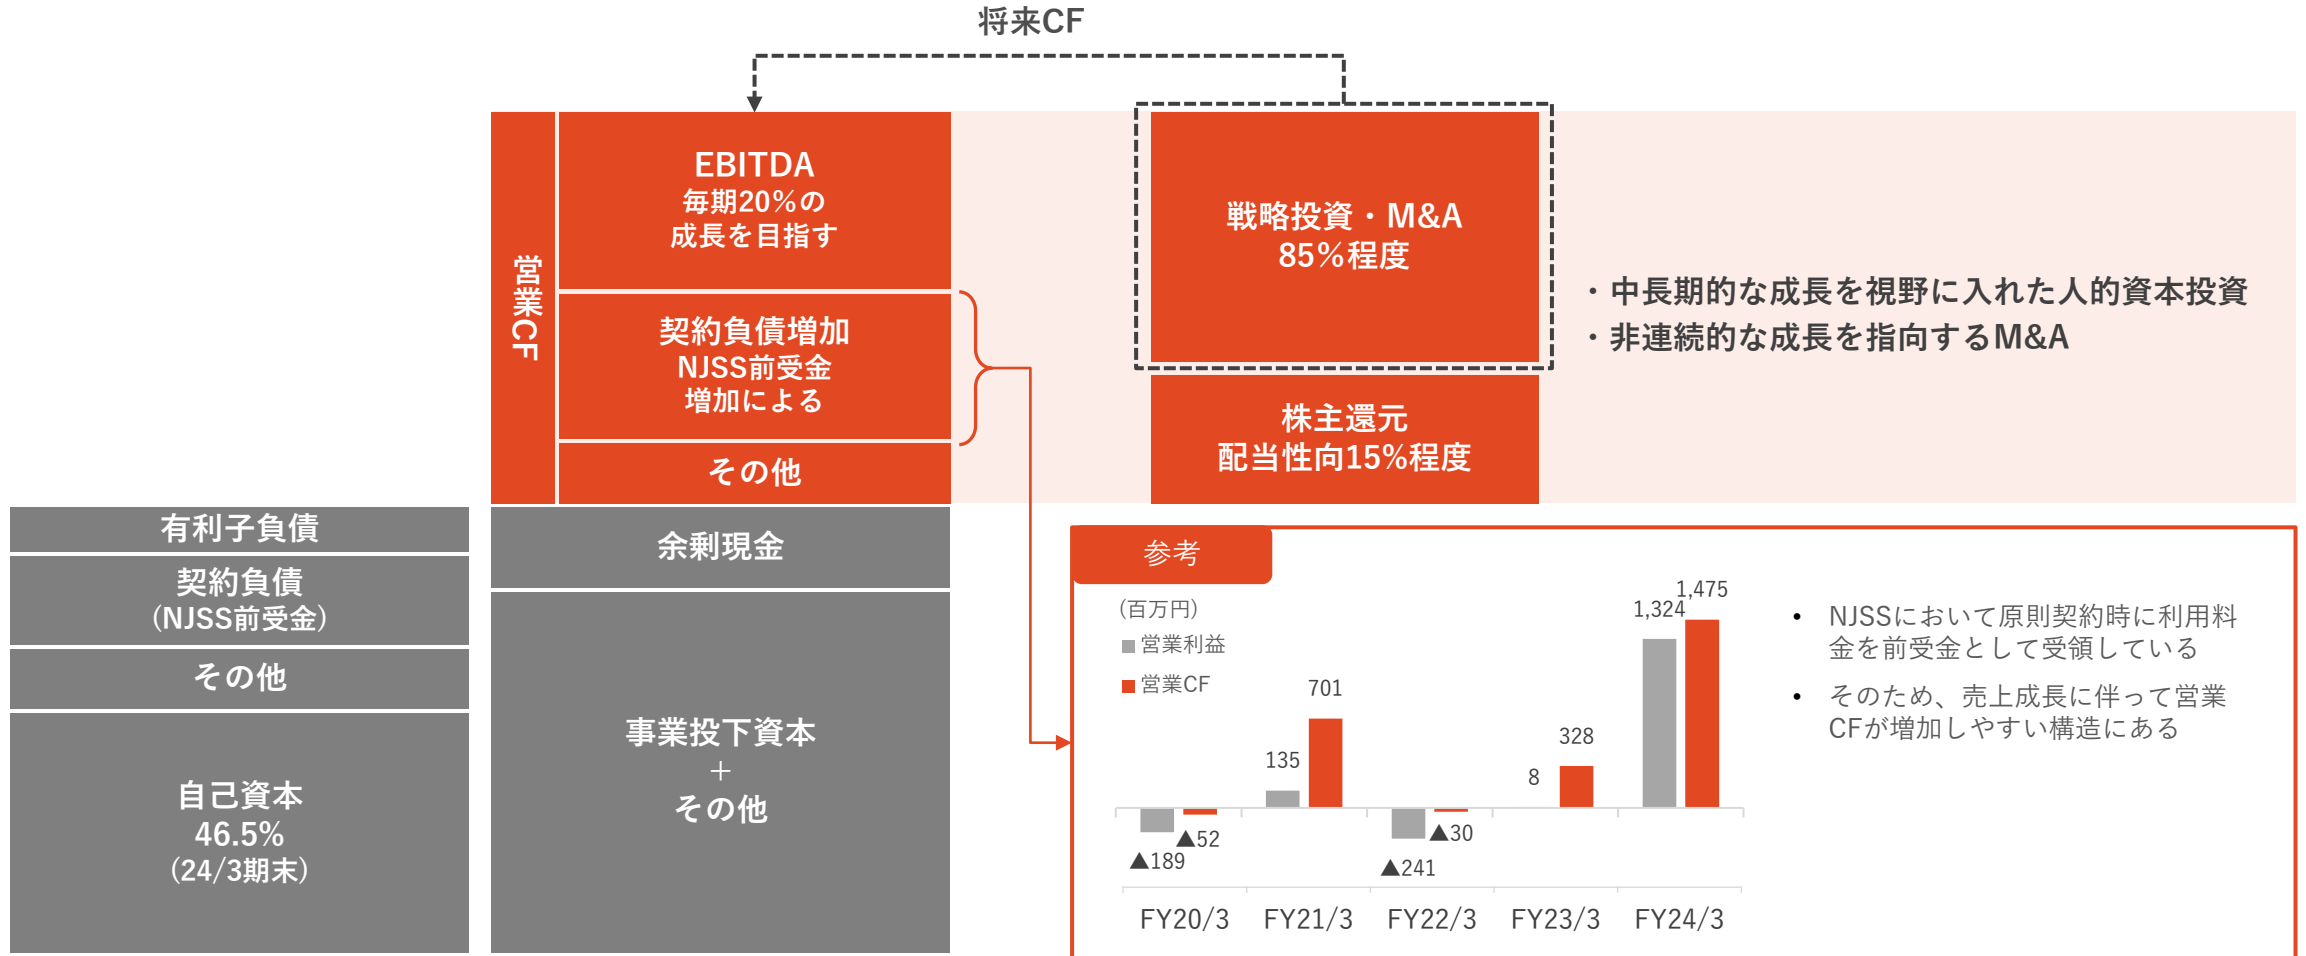 将来CF
営業CF
EBITDA
毎期20%の
成長を目指す
契約負債増加
NJSS前受金
増加による
その他
戦略投資・M&A
85%程度
株主還元
配当性向15%程度
・中長期的な成長を視野に入れた人的資本投資
・非連続的な成長を指向するM&A
有利子負債
契約負債
(NJSS前受金)
その他
自己資本
46.5%
(24/3期末)
余剰現金
事業投下資本
＋
その他
参考
(百万円)
営業利益
営業CF
▲189
▲52
135
701
▲241
▲30
8
328
1,324
1,475
FY20/3
FY21/3
FY22/3
FY23/3
FY24/3
• NJSSにおいて原則契約時に利用料
金を前受金として受領している
• そのため、売上成長に伴って営業
CFが増加しやすい構造にある